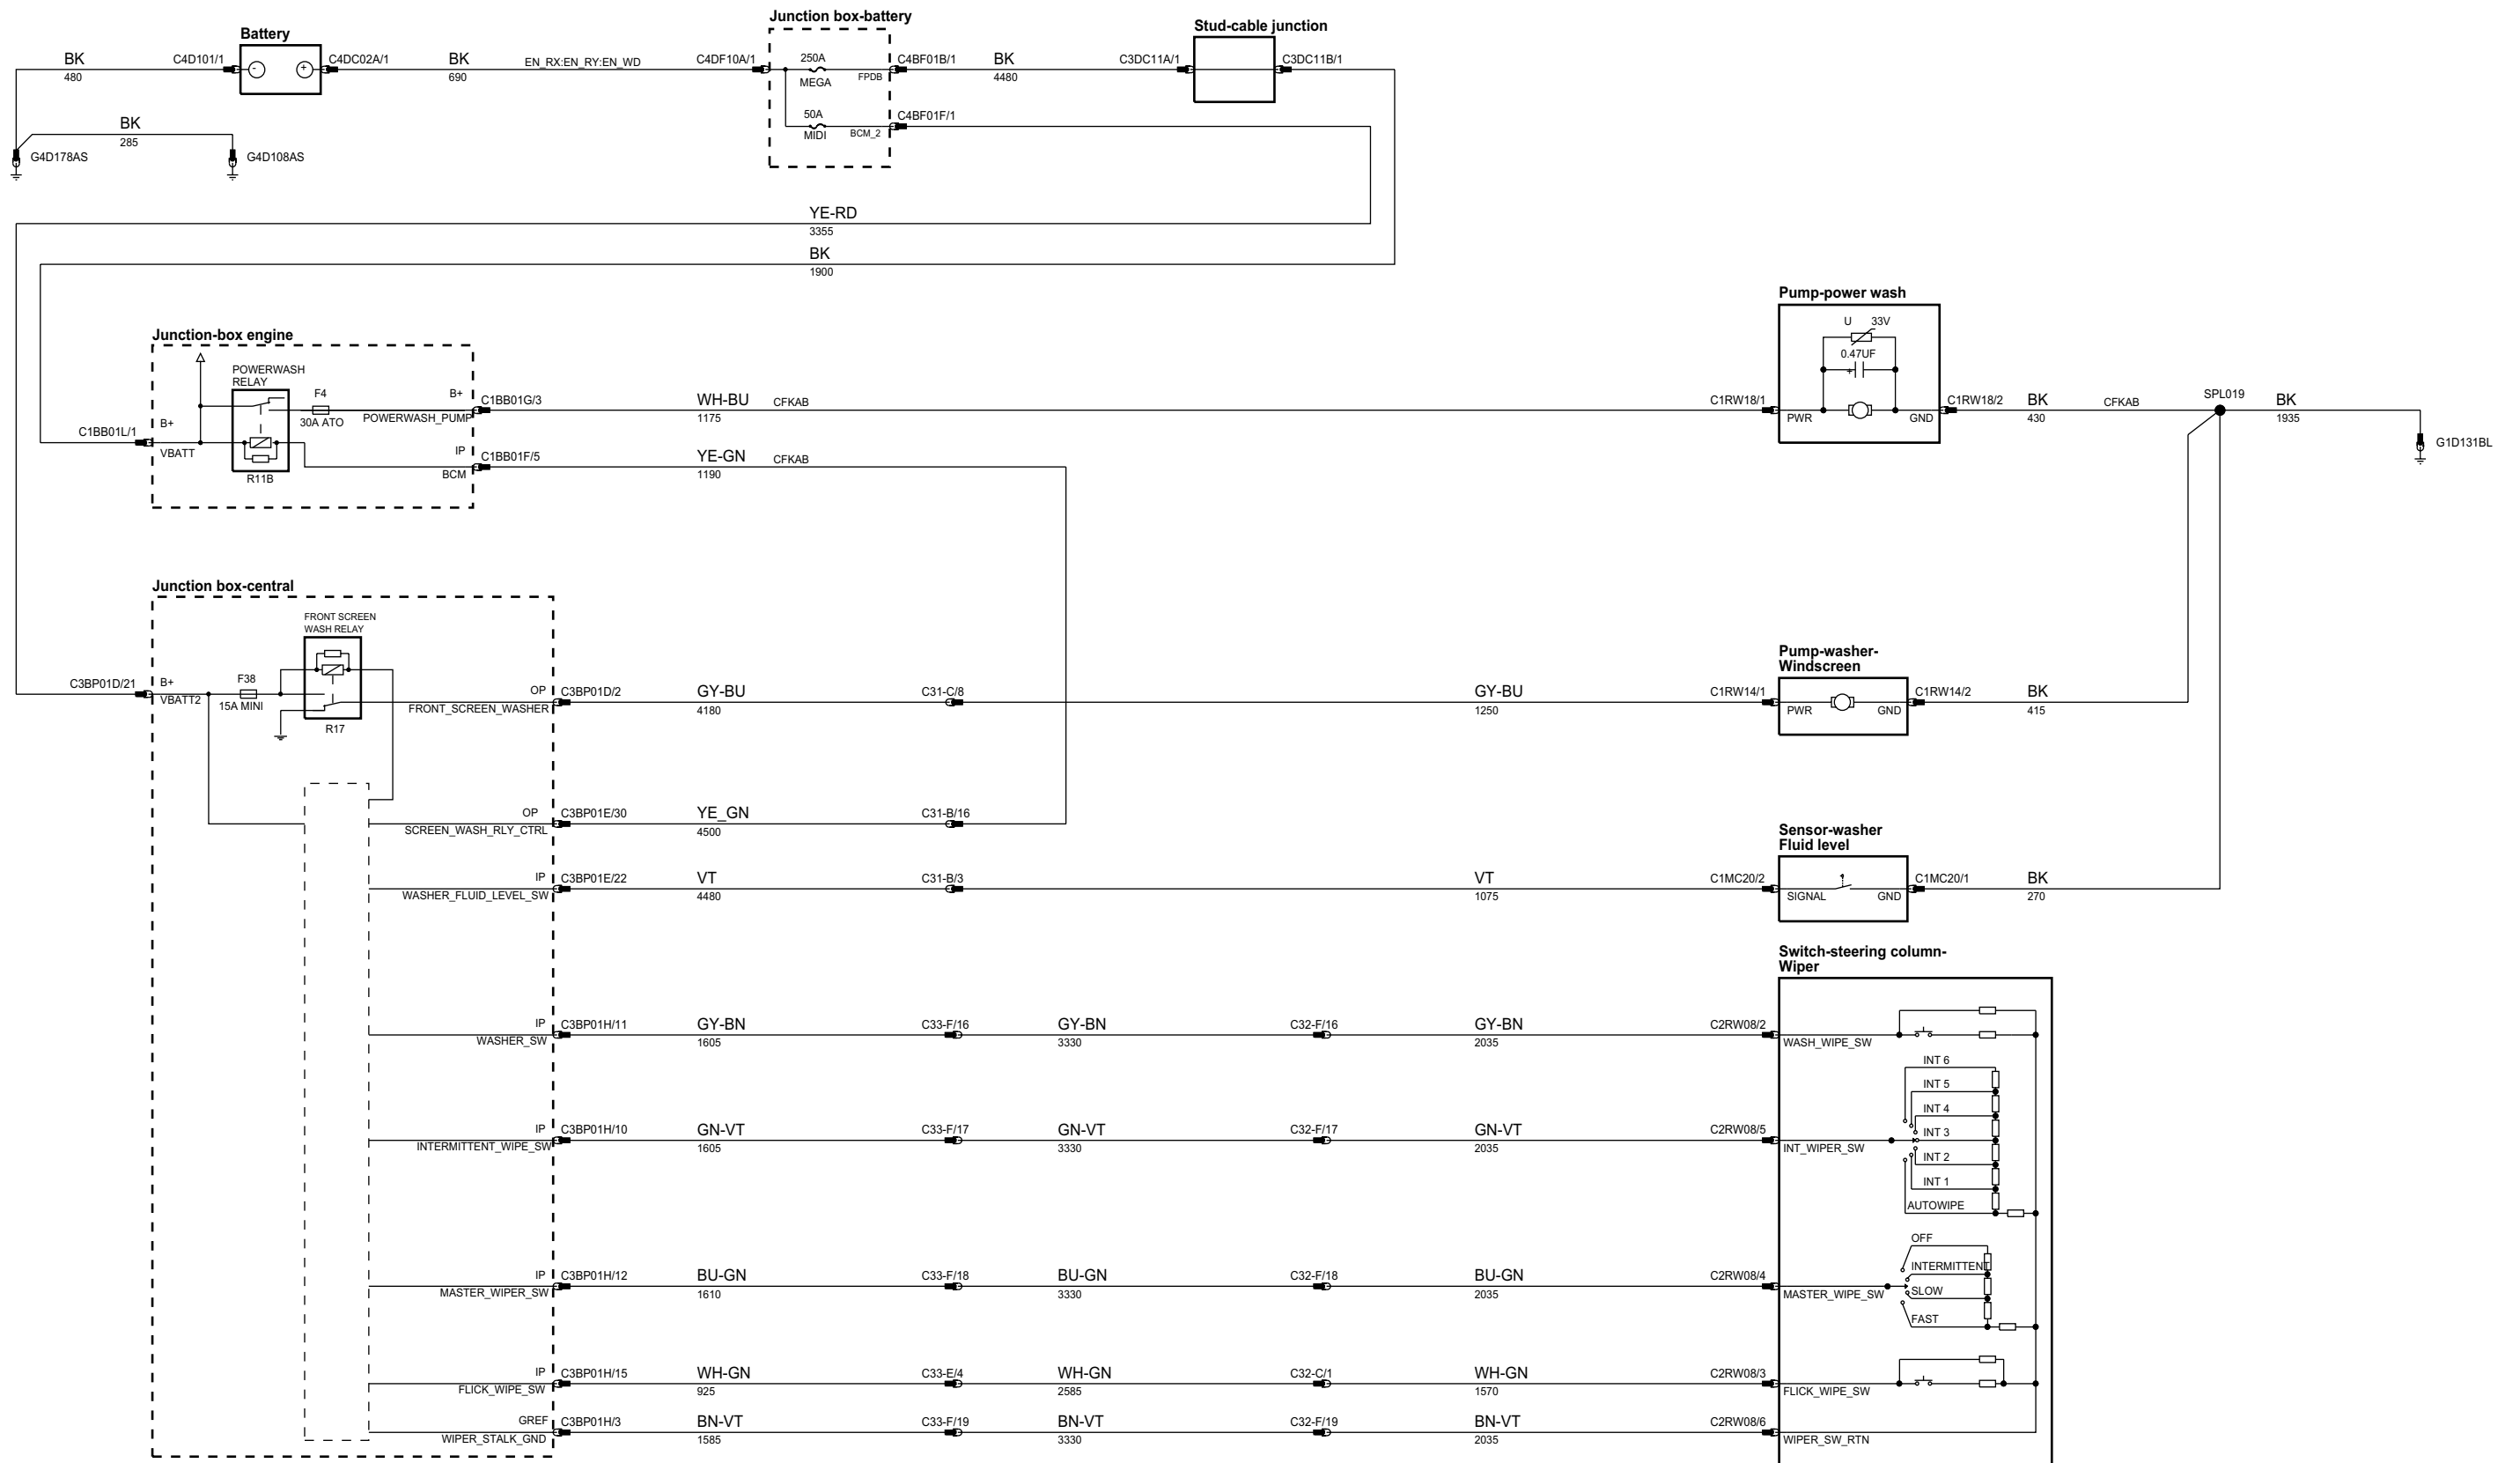 Junction box-battery
Battery
Stud-cable junction
BK
480
C4D101/1
-
+
C4DC02A/1
BK
690
EN_RX:EN_RY:EN_WD
C4DF10A/1
250A
MEGA
FPDB
C4BF01B/1
BK
4480
C3DC11A/1
C3DC11B/1
50A
MIDI
BCM_2
C4BF01F/1
BK
285
G4D178AS
G4D108AS
YE-RD
3355
BK
1900
Junction-box engine
POWERWASH
RELAY
F4
30A ATO
B+
POWERWASH_PUMP
C1BB01G/3
WH-BU
1175
CFKAB
C1BB01L/1
B+
VBATT
R11B
IP
BCM
C1BB01F/5
YE-GN
1190
CFKAB
Pump-power wash
U 33V
0.47UF
+
C1RW18/1
PWR
GND
C1RW18/2
BK
430
CFKAB
SPL019
BK
1935
G1D131BL
Junction box-central
FRONT SCREEN
WASH RELAY
C3BP01D/21
B+
VBATT2
F38
15A MINI
R17
OP
FRONT_SCREEN_WASHER
C3BP01D/2
GY-BU
4180
C31-C/8
GY-BU
1250
Pump-washer-
Windscreen
C1RW14/1
PWR
GND
C1RW14/2
BK
415
OP
SCREEN_WASH_RLY_CTRL
C3BP01E/30
YE_GN
4500
C31-B/16
IP
WASHER_FLUID_LEVEL_SW
C3BP01E/22
VT
4480
C31-B/3
VT
1075
Sensor-washer
Fluid level
C1MC20/2
SIGNAL
GND
C1MC20/1
BK
270
Switch-steering column-
Wiper
IP
WASHER_SW
C3BP01H/11
GY-BN
1605
C33-F/16
GY-BN
3330
C32-F/16
GY-BN
2035
C2RW08/2
WASH_WIPE_SW
IP
INTERMITTENT_WIPE_SW
C3BP01H/10
GN-VT
1605
C33-F/17
GN-VT
3330
C32-F/17
GN-VT
2035
C2RW08/5
INT_WIPER_SW
INT 6
INT 5
INT 4
INT 3
INT 2
INT 1
AUTOWIPE
IP
MASTER_WIPER_SW
C3BP01H/12
BU-GN
1610
C33-F/18
BU-GN
3330
C32-F/18
BU-GN
2035
C2RW08/4
MASTER_WIPE_SW
OFF
INTERMITTENT
SLOW
FAST
IP
FLICK_WIPE_SW
C3BP01H/15
WH-GN
925
C33-E/4
WH-GN
2585
C32-C/1
WH-GN
1570
C2RW08/3
FLICK_WIPE_SW
GREF
WIPER_STALK_GND
C3BP01H/3
BN-VT
1585
C33-F/19
BN-VT
3330
C32-F/19
BN-VT
2035
C2RW08/6
WIPER_SW_RTN